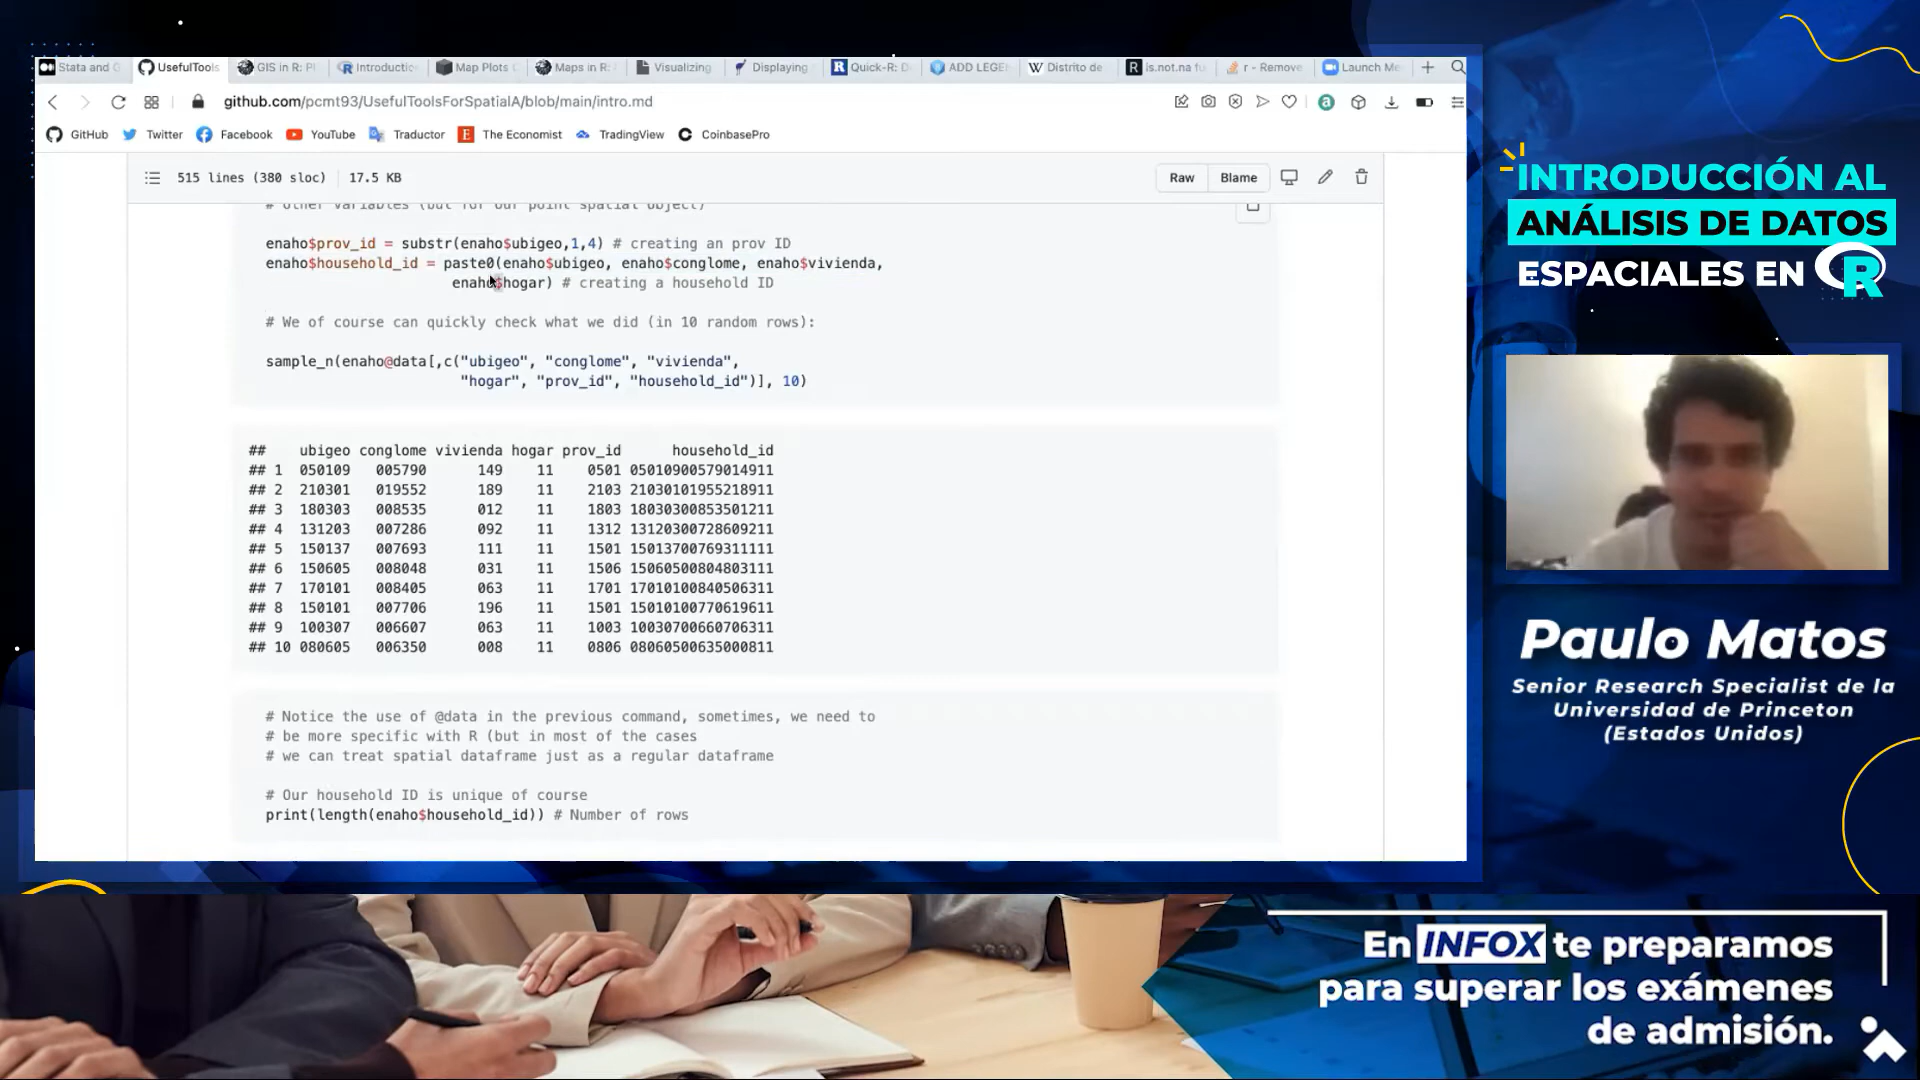 Stata and G
UsefulTools
GIS in R: P
Introductic
Map Plots
Maps in R:
Visualizing
Displaying
Quick-R: D
ADD LEGE
Distrito de
is.not.na fu
r - Remove
Launch Me
github.com/pcmt93/UsefulToolsForSpatialA/blob/main/intro.md
GitHub Twitter Facebook YouTube Traductor The Economist TradingView CoinbasePro
515 lines (380 sloc) 17.5 KB
Raw Blame
# other variables (but for our point spatial object)
enaho$prov_id = substr(enaho$ubigeo,1,4) # creating an prov ID
enaho$household_id = paste0(enaho$ubigeo, enaho$conglome, enaho$vivienda,
enaho$hogar) # creating a household ID
# We of course can quickly check what we did (in 10 random rows):
sample_n(enaho@data[,c("ubigeo", "conglome", "vivienda",
"hogar", "prov_id", "household_id")], 10)
## ubigeo conglome vivienda hogar prov_id household_id
## 1 050109 005790 149 11 0501 05010900579014911
## 2 210301 019552 189 11 2103 21030101955218911
## 3 180303 008535 012 11 1803 18030300853501211
## 4 131203 007286 092 11 1312 13120300728609211
## 5 150137 007693 111 11 1501 15013700769311111
## 6 150605 008048 031 11 1506 15060500804803111
## 7 170101 008405 063 11 1701 17010100840506311
## 8 150101 007706 196 11 1501 15010100770619611
## 9 100307 006607 063 11 1003 10030700660706311
## 10 080605 006350 008 11 0806 08060500635000811
# Notice the use of @data in the previous command, sometimes, we need to
# be more specific with R (but in most of the cases
# we can treat spatial dataframe just as a regular dataframe
# Our household ID is unique of course
print(length(enaho$household_id)) # Number of rows
INTRODUCCIÓN AL
ANÁLISIS DE DATOS
ESPACIALES EN R
Paulo Matos
Senior Research Specialist de la
Universidad de Princeton
(Estados Unidos)
En INFOX te preparamos
para superar los exámenes
de admisión.